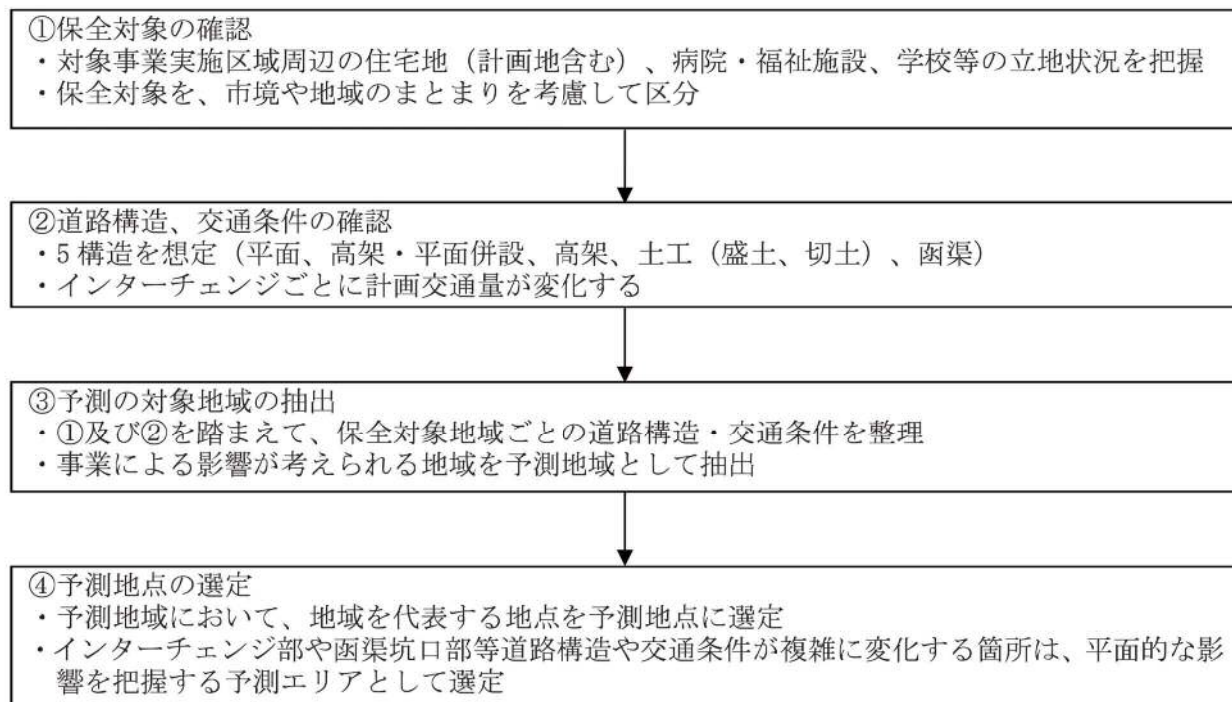 ①保全対象の確認
・対象事業実施区域周辺の住宅地（計画地含む）、病院・福祉施設、学校等の立地状況を把握
・保全対象を、市境や地域のまとまりを考慮して区分
②道路構造、交通条件の確認
・5構造を想定（平面、高架・平面併設、高架、土工（盛土、切土）、函渠）
・インターチェンジごとに計画交通量が変化する
③予測の対象地域の抽出
・①及び②を踏まえて、保全対象地域ごとの道路構造・交通条件を整理
・事業による影響が考えられる地域を予測地域として抽出
④予測地点の選定
・予測地域において、地域を代表する地点を予測地点に選定
・インターチェンジ部や函渠坑口部等道路構造や交通条件が複雑に変化する箇所は、平面的な影
響を把握する予測エリアとして選定